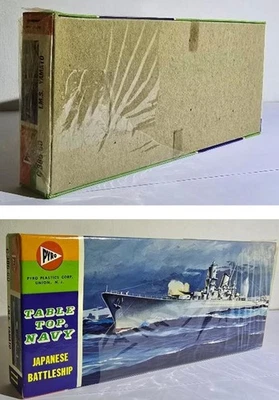 PYRO
PYRO PLASTICS CORP.
UNION, N. J.
TABLE
TOP
NAVY
JAPANESE
BATTLESHIP